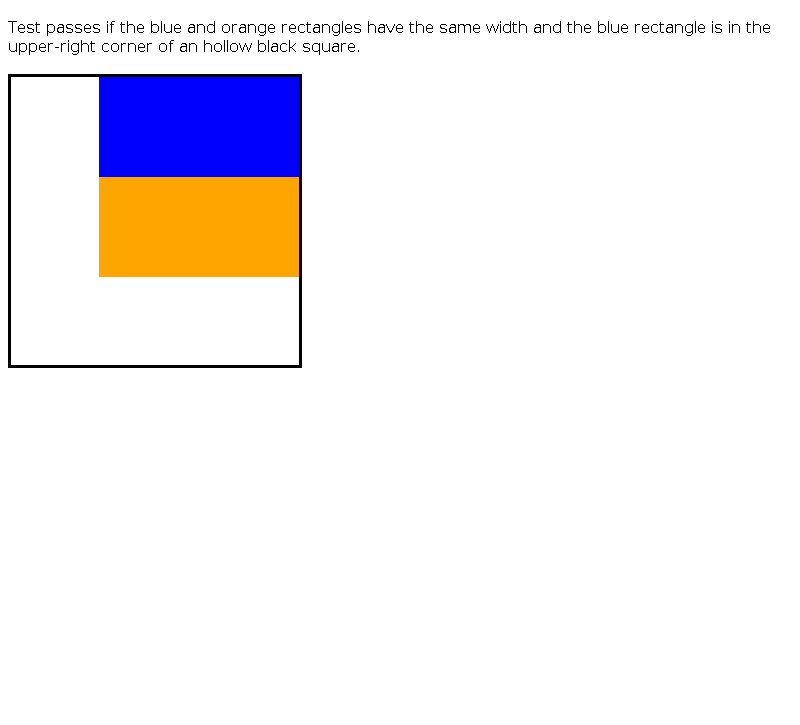 Test passes if the blue and orange rectangles have the same width and the blue rectangle is in the
upper-right corner of an hollow black square.